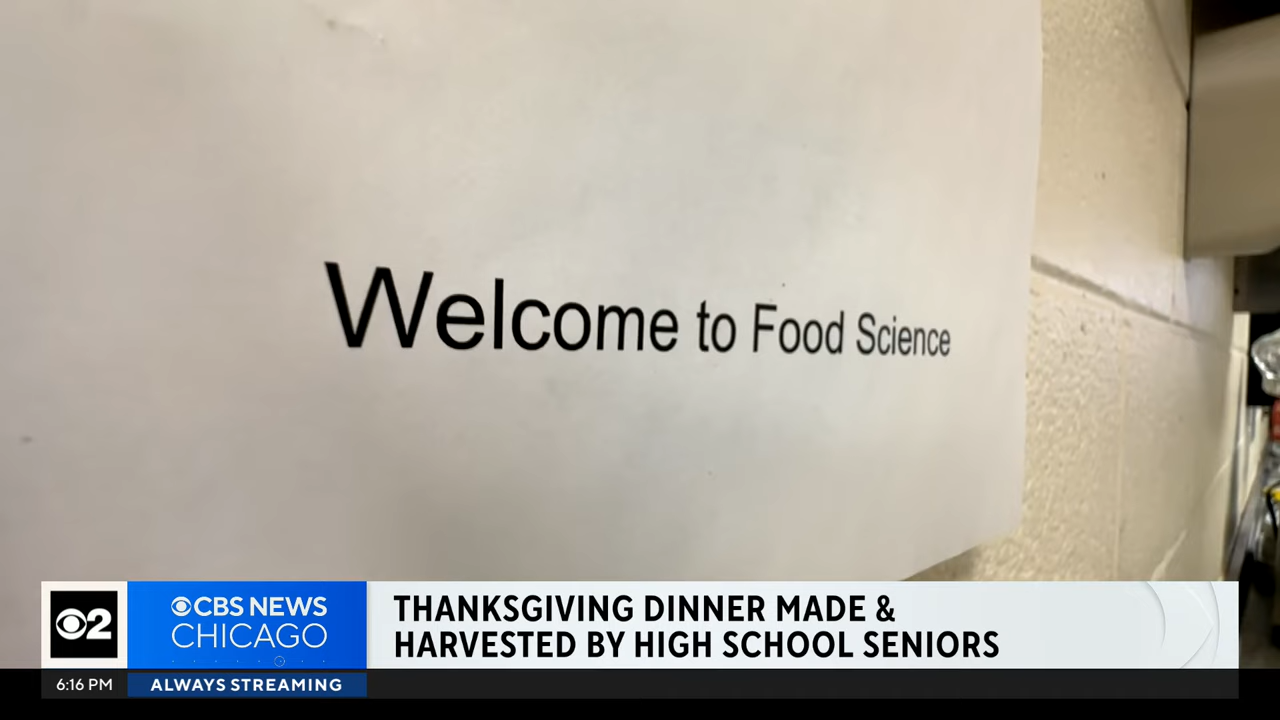 Welcome to Food Science
2
CBS NEWS
CHICAGO
THANKSGIVING DINNER MADE &
HARVESTED BY HIGH SCHOOL SENIORS
6:16 PM
ALWAYS STREAMING